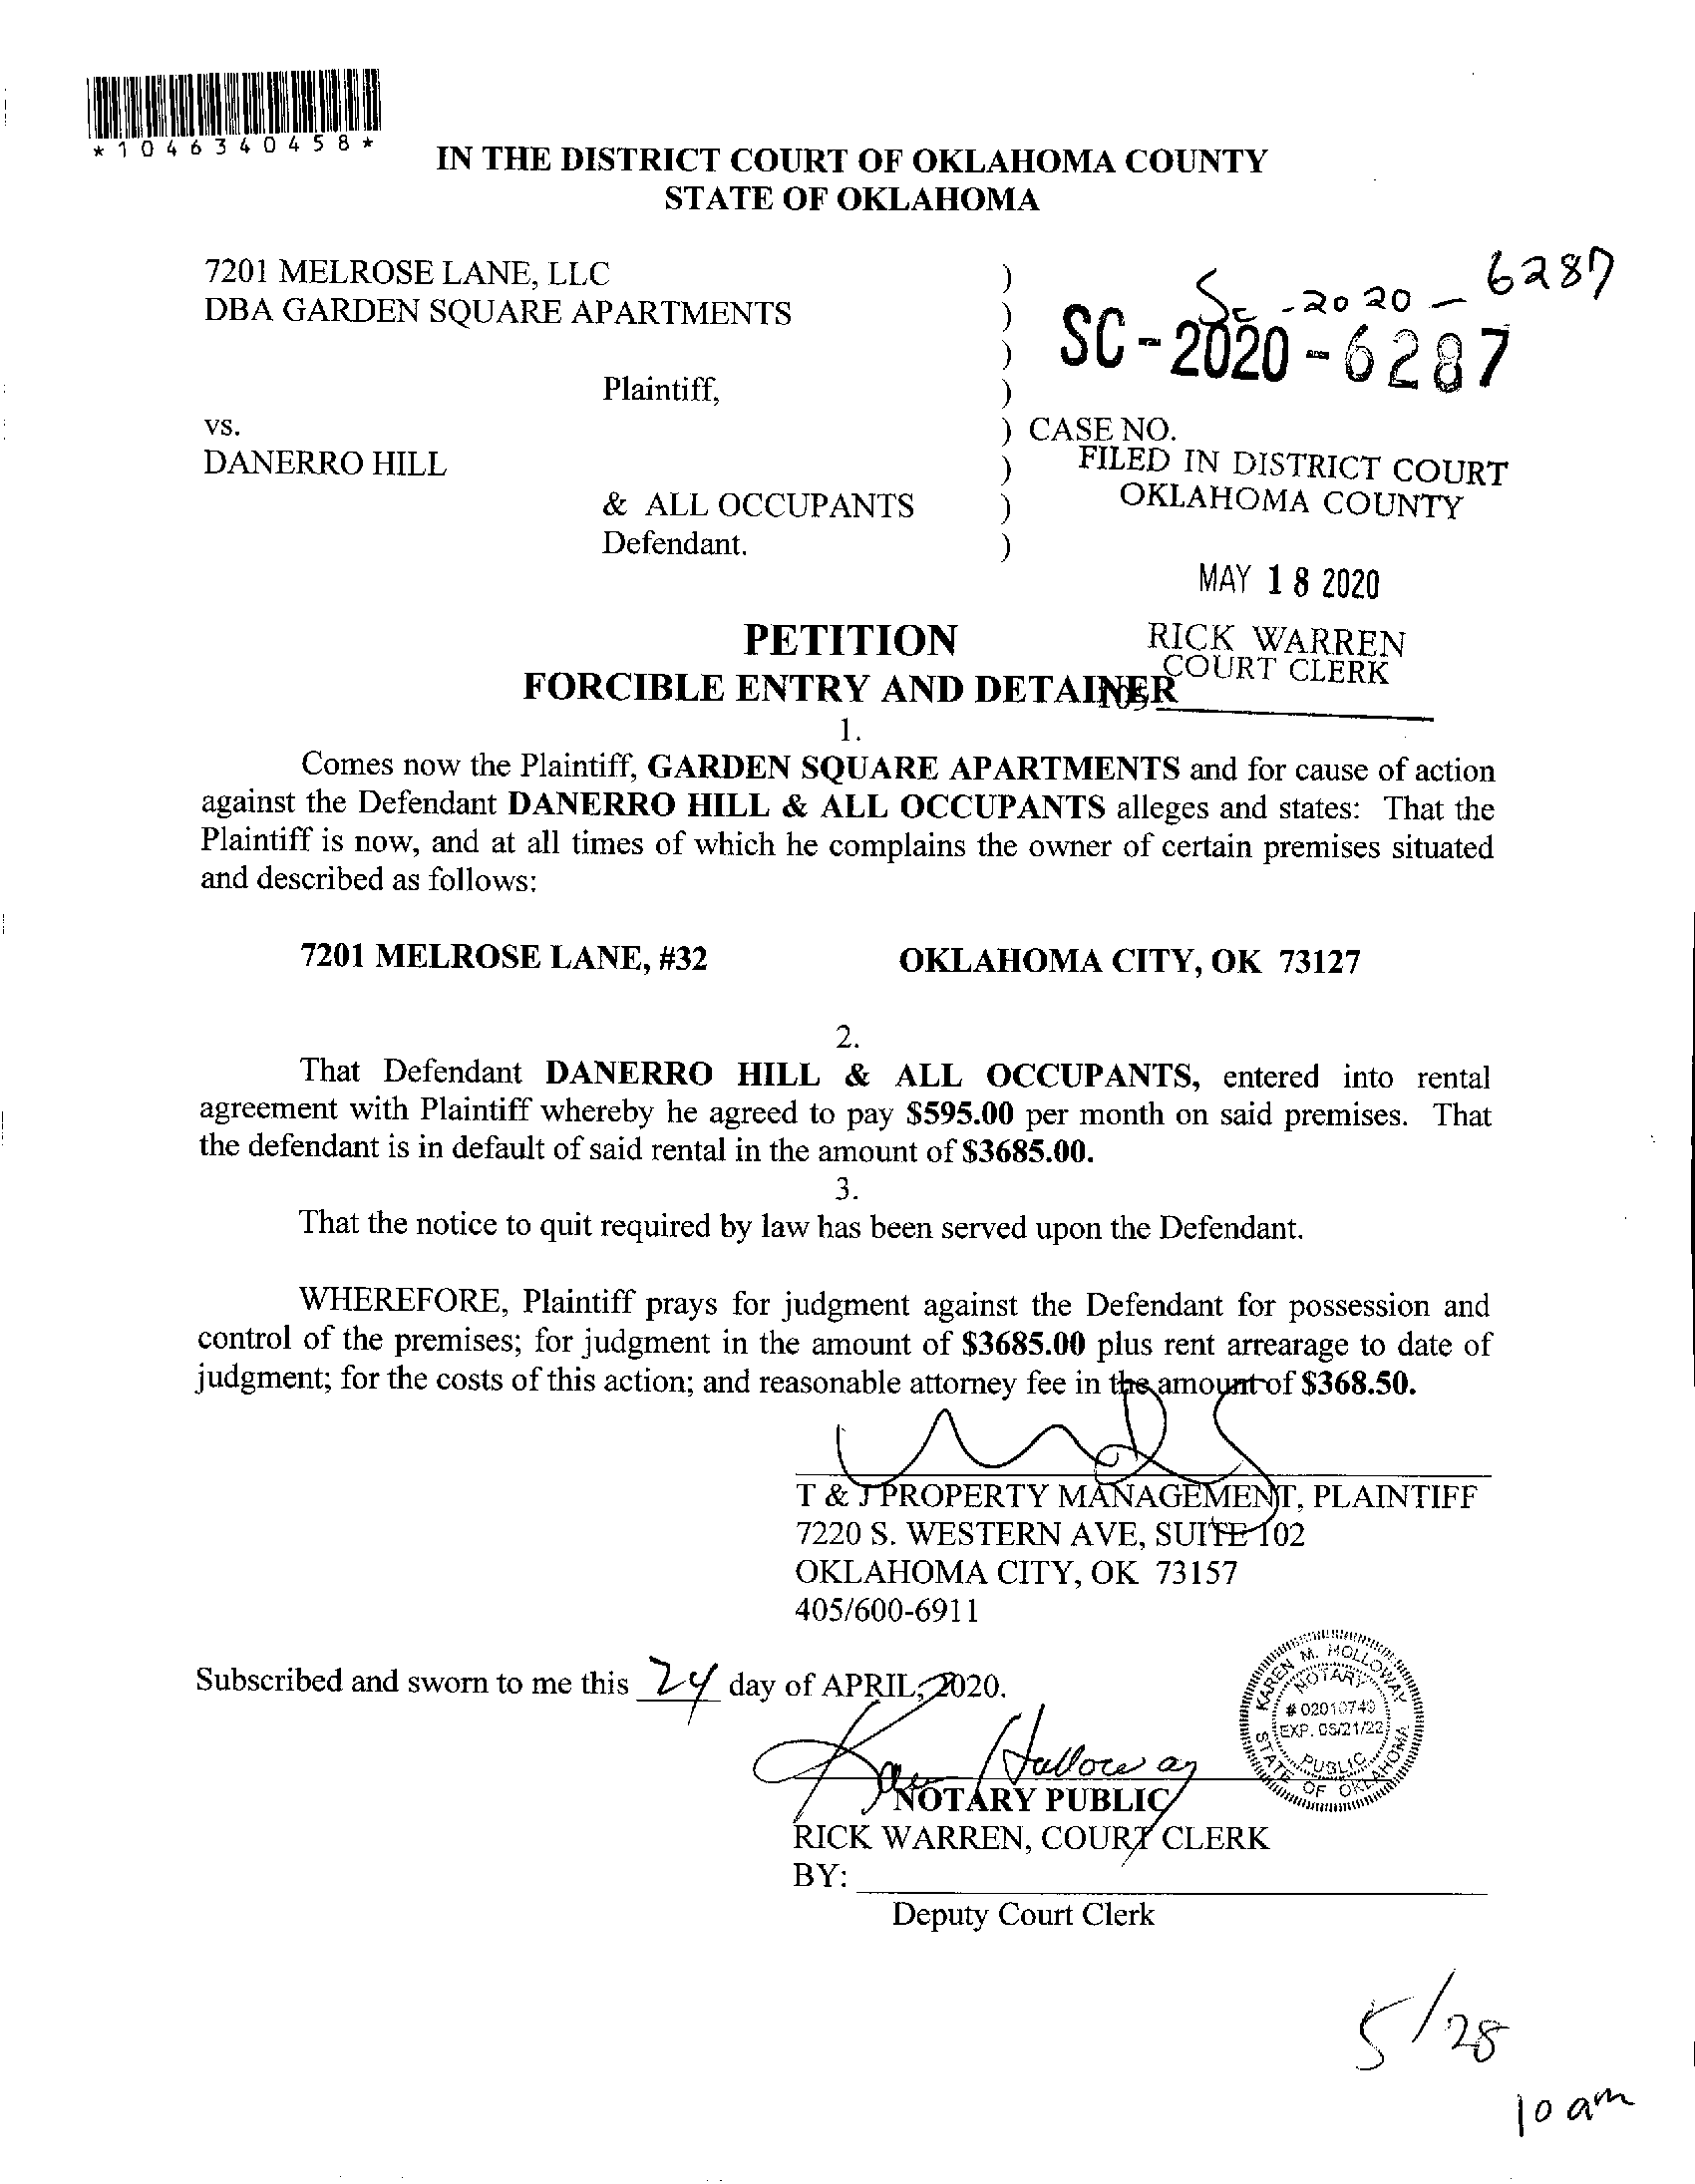 *1046340458*
IN THE DISTRICT COURT OF OKLAHOMA COUNTY
STATE OF OKLAHOMA
7201 MELROSE LANE, LLC )
DBA GARDEN SQUARE APARTMENTS )
)
Sc -2020- 6287
SC-2020-6287
Plaintiff, )
vs. ) CASE NO.
DANERRO HILL )
FILED IN DISTRICT COURT
OKLAHOMA COUNTY
& ALL OCCUPANTS )
Defendant. )
MAY 18 2020
RICK WARREN
COURT CLERK
PETITION
FORCIBLE ENTRY AND DETAINER
1.
Comes now the Plaintiff, GARDEN SQUARE APARTMENTS and for cause of action
against the Defendant DANERRO HILL & ALL OCCUPANTS alleges and states: That the
Plaintiff is now, and at all times of which he complains the owner of certain premises situated
and described as follows:
7201 MELROSE LANE, #32 OKLAHOMA CITY, OK 73127
2.
That Defendant DANERRO HILL & ALL OCCUPANTS, entered into rental
agreement with Plaintiff whereby he agreed to pay $595.00 per month on said premises. That
the defendant is in default of said rental in the amount of $3685.00.
3.
That the notice to quit required by law has been served upon the Defendant.
WHEREFORE, Plaintiff prays for judgment against the Defendant for possession and
control of the premises; for judgment in the amount of $3685.00 plus rent arrearage to date of
judgment; for the costs of this action; and reasonable attorney fee in the amount of $368.50.
T & J PROPERTY MANAGEMENT, PLAINTIFF
7220 S. WESTERN AVE, SUITE 102
OKLAHOMA CITY, OK 73157
405/600-6911
Subscribed and sworn to me this 24 day of APRIL, 2020.
KAREN M. HOLLOWAY
NOTARY
# 02010749
EXP. 05/21/22
PUBLIC
STATE OF OKLAHOMA
Karen Holloway
NOTARY PUBLIC
RICK WARREN, COURT CLERK
BY:
Deputy Court Clerk
5/28
10 am